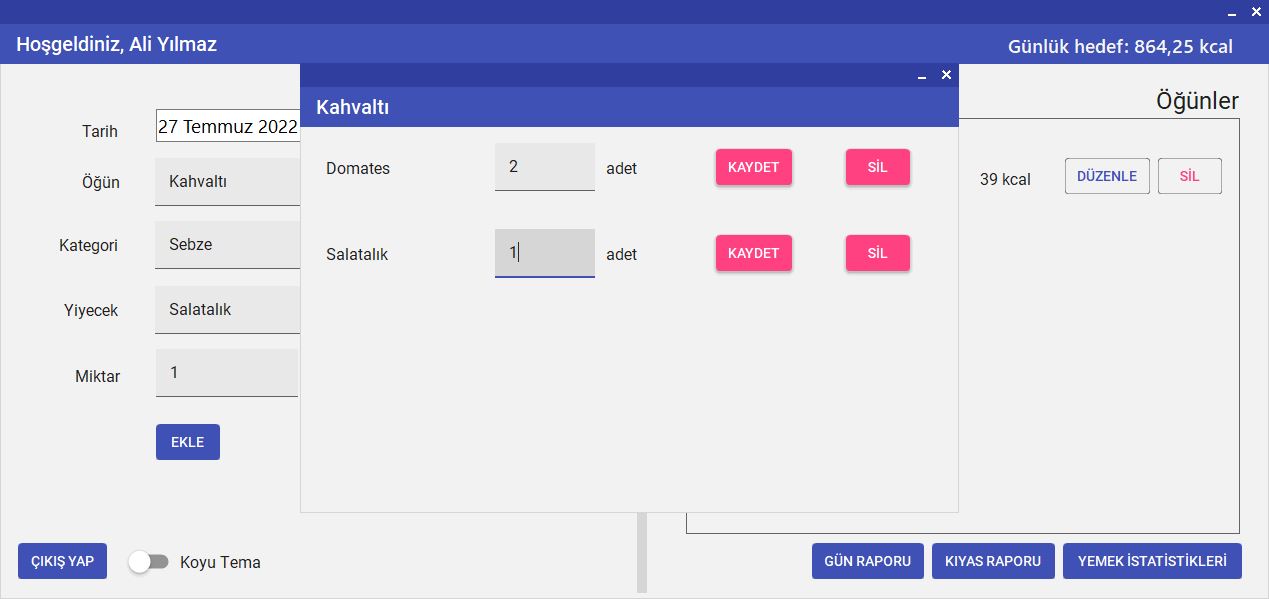 Hoşgeldiniz, Ali Yılmaz
Günlük hedef: 864,25 kcal
Tarih
27 Temmuz 2022
Öğün
Kahvaltı
Kategori
Sebze
Yiyecek
Salatalık
Miktar
1
EKLE
ÇIKIŞ YAP
Koyu Tema
Kahvaltı
Domates
2
adet
KAYDET
SİL
Salatalık
1
adet
KAYDET
SİL
Öğünler
39 kcal
DÜZENLE
SİL
GÜN RAPORU
KIYAS RAPORU
YEMEK İSTATİSTİKLERİ